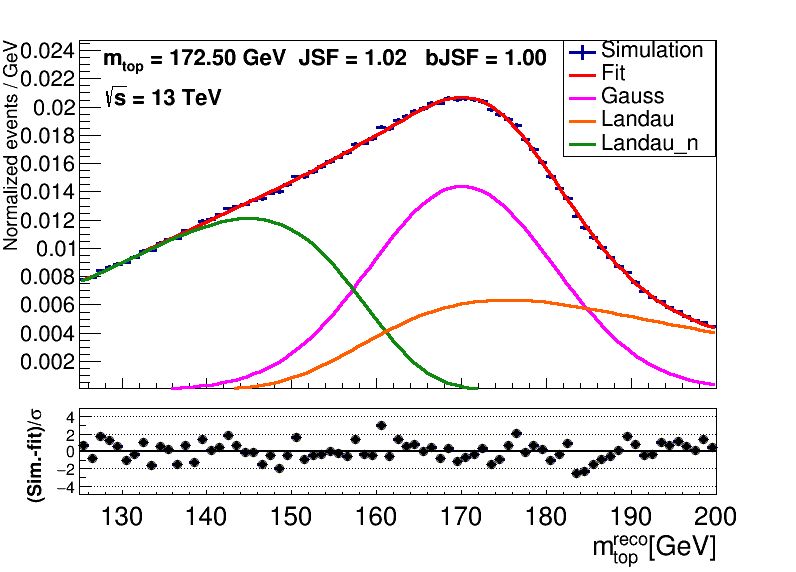 m_top = 172.50 GeV JSF = 1.02 bJSF = 1.00
√s = 13 TeV
Simulation
Fit
Gauss
Landau
Landau_n
Normalized events / GeV
0.024
0.022
0.02
0.018
0.016
0.014
0.012
0.01
0.008
0.006
0.004
0.002
(Sim.-fit)/σ
4
2
0
−2
−4
130 140 150 160 170 180 190 200
m_top^reco[GeV]